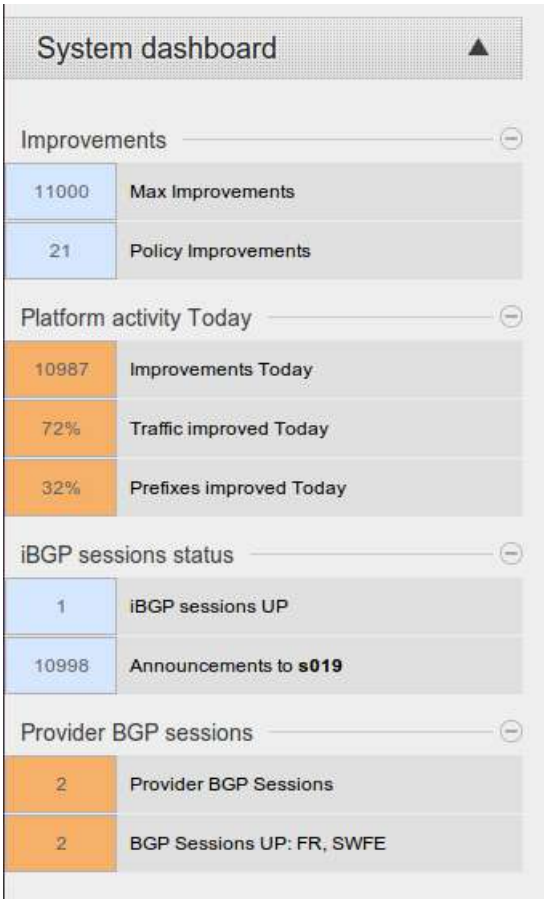 System dashboard
Improvements
11000 Max Improvements
21 Policy Improvements
Platform activity Today
10987 Improvements Today
72% Traffic improved Today
32% Prefixes improved Today
iBGP sessions status
1 iBGP sessions UP
10998 Announcements to s019
Provider BGP sessions
2 Provider BGP Sessions
2 BGP Sessions UP: FR, SWFE